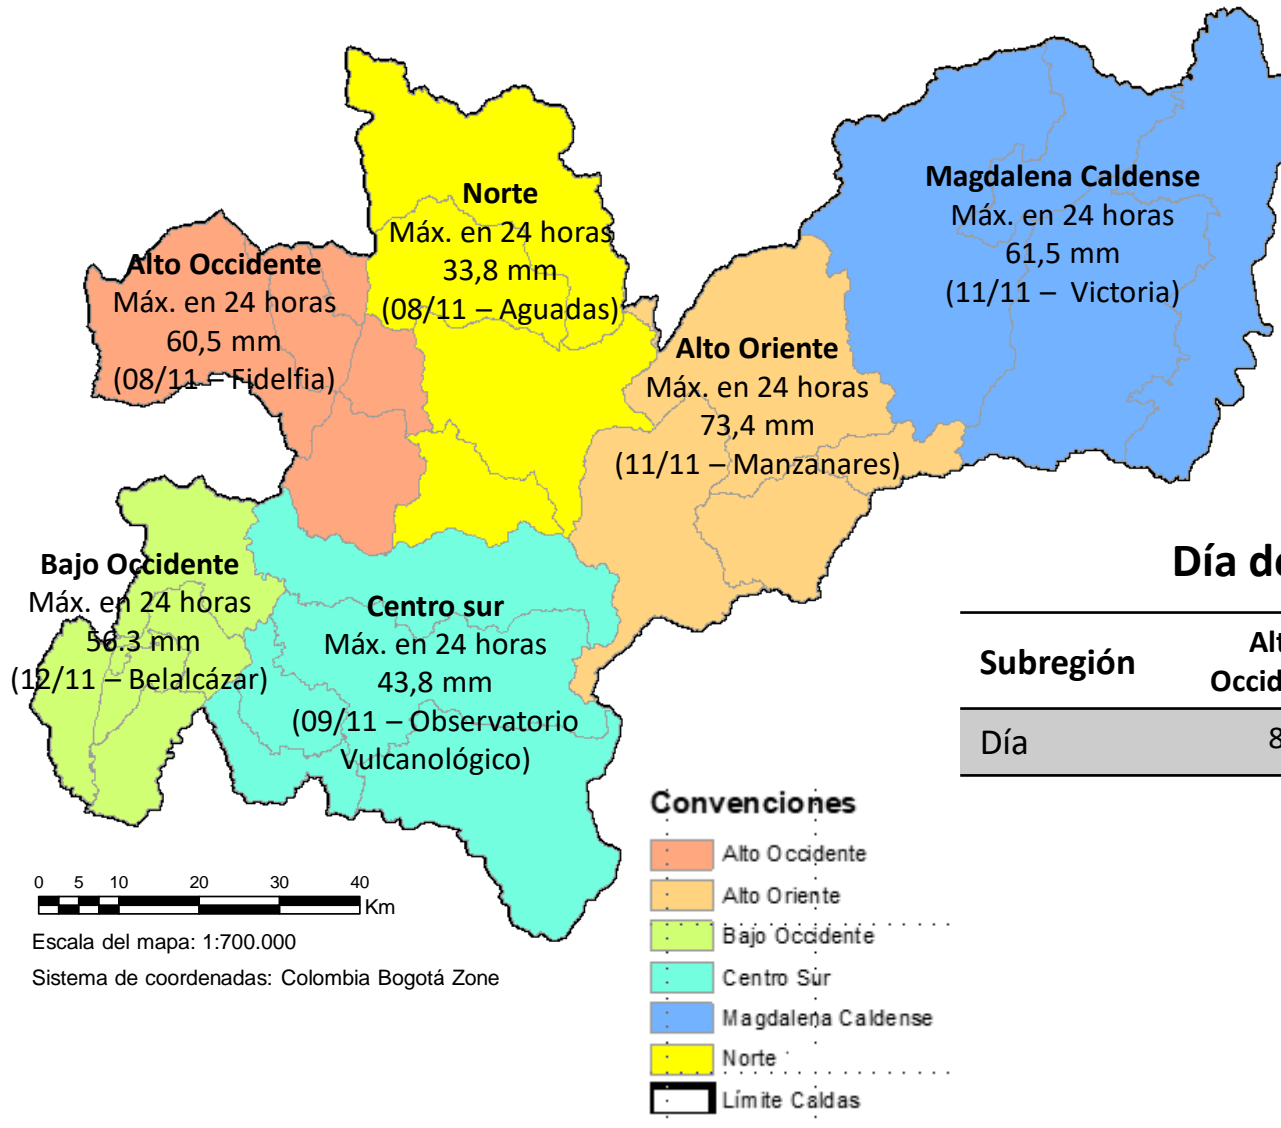 Norte
Máx. en 24 horas
33,8 mm
(08/11 – Aguadas)
Magdalena Caldense
Máx. en 24 horas
61,5 mm
(11/11 – Victoria)
Alto Occidente
Máx. en 24 horas
60,5 mm
(08/11 – Fidelfia)
Alto Oriente
Máx. en 24 horas
73,4 mm
(11/11 – Manzanares)
Bajo Occidente
Máx. en 24 horas
56.3 mm
(12/11 – Belalcázar)
Centro sur
Máx. en 24 horas
43,8 mm
(09/11 – Observatorio
Vulcanológico)
Día de
Subregión
Alt
Occid
Día
8
Convenciones
Alto Occidente
Alto Oriente
Bajo Occidente
Centro Sur
Magdalena Caldense
Norte
Límite Caldas
0 5 10 20 30 40
Km
Escala del mapa: 1:700.000
Sistema de coordenadas: Colombia Bogotá Zone